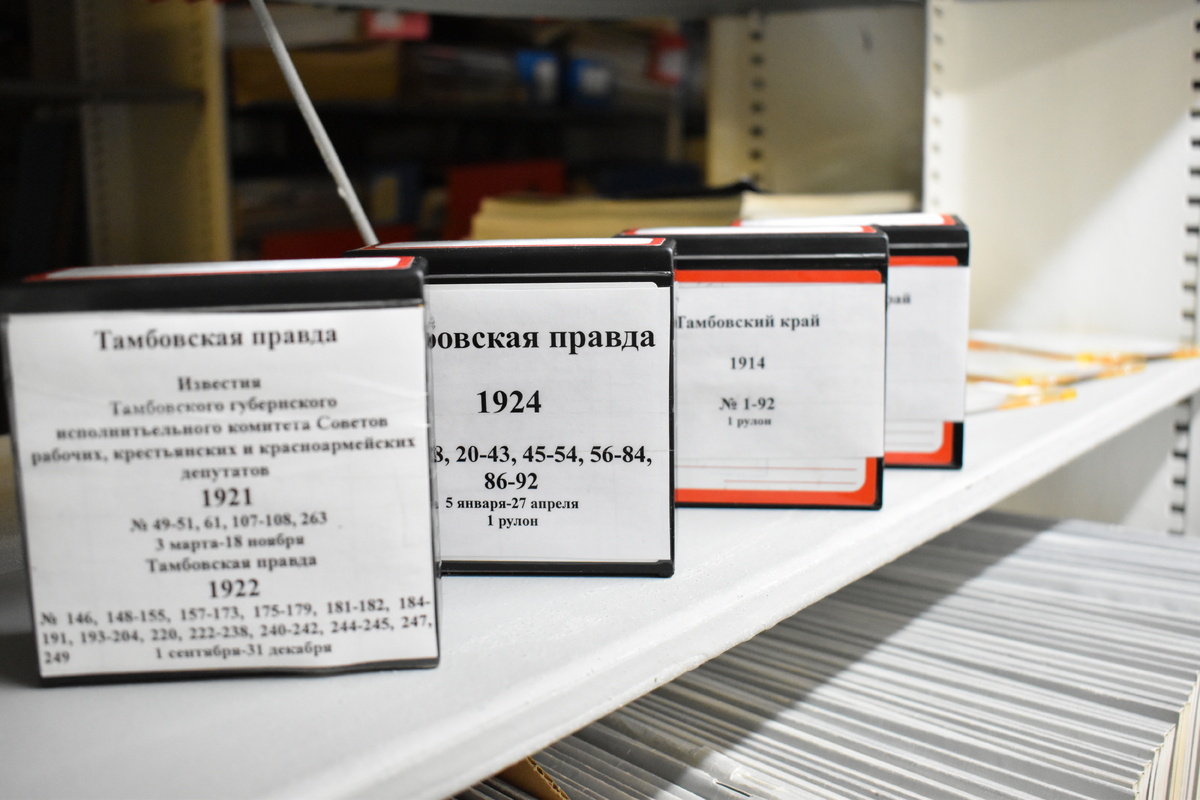 Тамбовская правда
Известия
Тамбовского губернского
исполнитьельного комитета Советов
рабочих, крестьянских и красноармейских
депутатов
1921
№ 49-51, 61, 107-108, 263
3 марта-18 ноября
Тамбовская правда
1922
№ 146, 148-155, 157-173, 175-179, 181-182, 184-
191, 193-204, 220, 222-238, 240-242, 244-245, 247,
249
1 сентября-31 декабря
овская правда
1924
8, 20-43, 45-54, 56-84,
86-92
5 января-27 апреля
1 рулон
Тамбовский край
1914
№ 1-92
1 рулон
рай